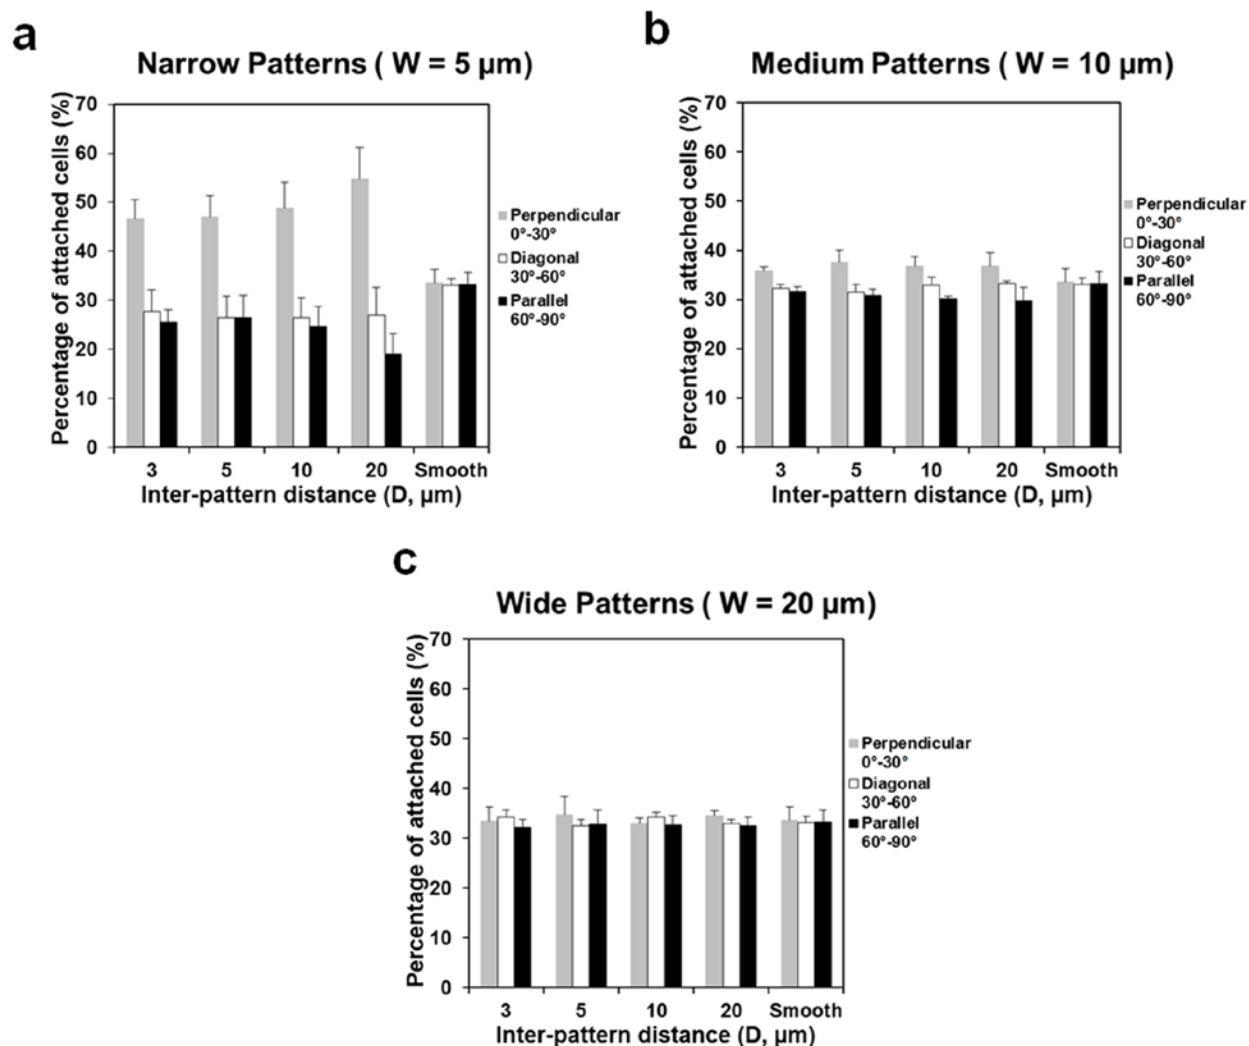 a
Narrow Patterns ( W = 5 µm)
Percentage of attached cells (%)
70
60
50
40
30
20
10
0
3 5 10 20 Smooth
Inter-pattern distance (D, µm)
Perpendicular
0°-30°
Diagonal
30°-60°
Parallel
60°-90°
b
Medium Patterns ( W = 10 µm)
Percentage of attached cells (%)
70
60
50
40
30
20
10
0
3 5 10 20 Smooth
Inter-pattern distance (D, µm)
Perpendicular
0°-30°
Diagonal
30°-60°
Parallel
60°-90°
c
Wide Patterns ( W = 20 µm)
Percentage of attached cells (%)
70
60
50
40
30
20
10
0
3 5 10 20 Smooth
Inter-pattern distance (D, µm)
Perpendicular
0°-30°
Diagonal
30°-60°
Parallel
60°-90°